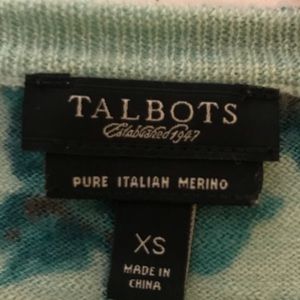 TALBOTS
Established 1947
PURE ITALIAN MERINO
XS
MADE IN
CHINA